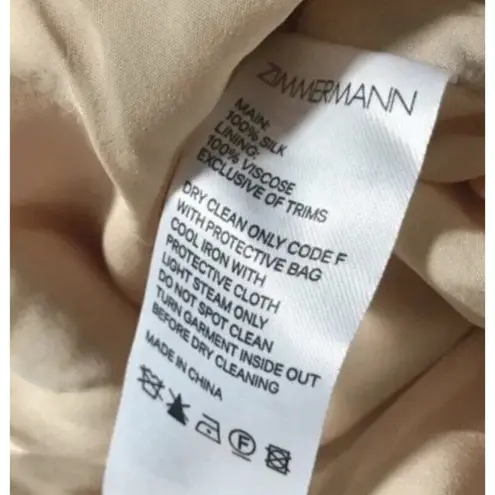 ZIMMERMANN
MAIN:
100% SILK
LINING:
100% VISCOSE
EXCLUSIVE OF TRIMS
DRY CLEAN ONLY CODE F
WITH PROTECTIVE BAG
COOL IRON WITH
PROTECTIVE CLOTH
LIGHT STEAM ONLY
DO NOT SPOT CLEAN
TURN GARMENT INSIDE OUT
BEFORE DRY CLEANING
MADE IN CHINA
F